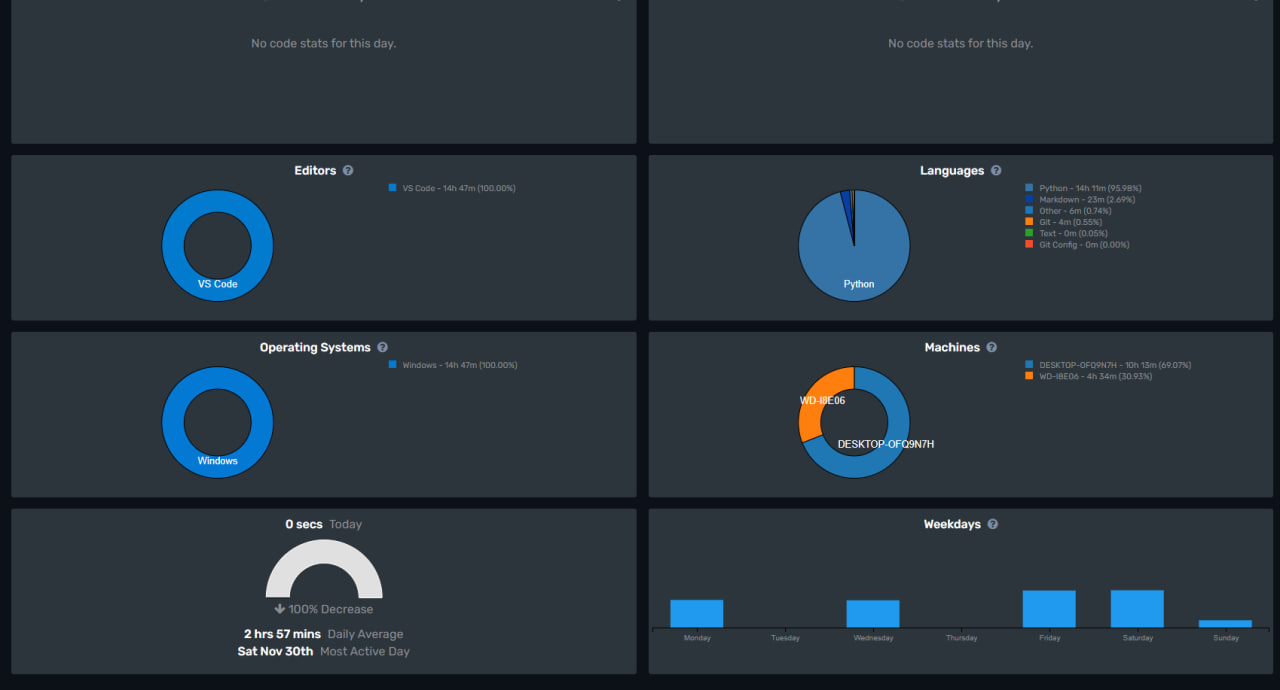 No code stats for this day.
No code stats for this day.
Editors ?
VS Code - 14h 47m (100.00%)
VS Code
Languages ?
Python - 14h 11m (95.98%)
Markdown - 23m (2.69%)
Other - 6m (0.74%)
Git - 4m (0.55%)
Text - 0m (0.05%)
Git Config - 0m (0.00%)
Python
Operating Systems ?
Windows - 14h 47m (100.00%)
Windows
Machines ?
DESKTOP-OFQ9N7H - 10h 13m (69.07%)
WD-I8E06 - 4h 34m (30.93%)
WD-I8E06
DESKTOP-OFQ9N7H
0 secs Today
100% Decrease
2 hrs 57 mins Daily Average
Sat Nov 30th Most Active Day
Weekdays ?
Monday Tuesday Wednesday Thursday Friday Saturday Sunday